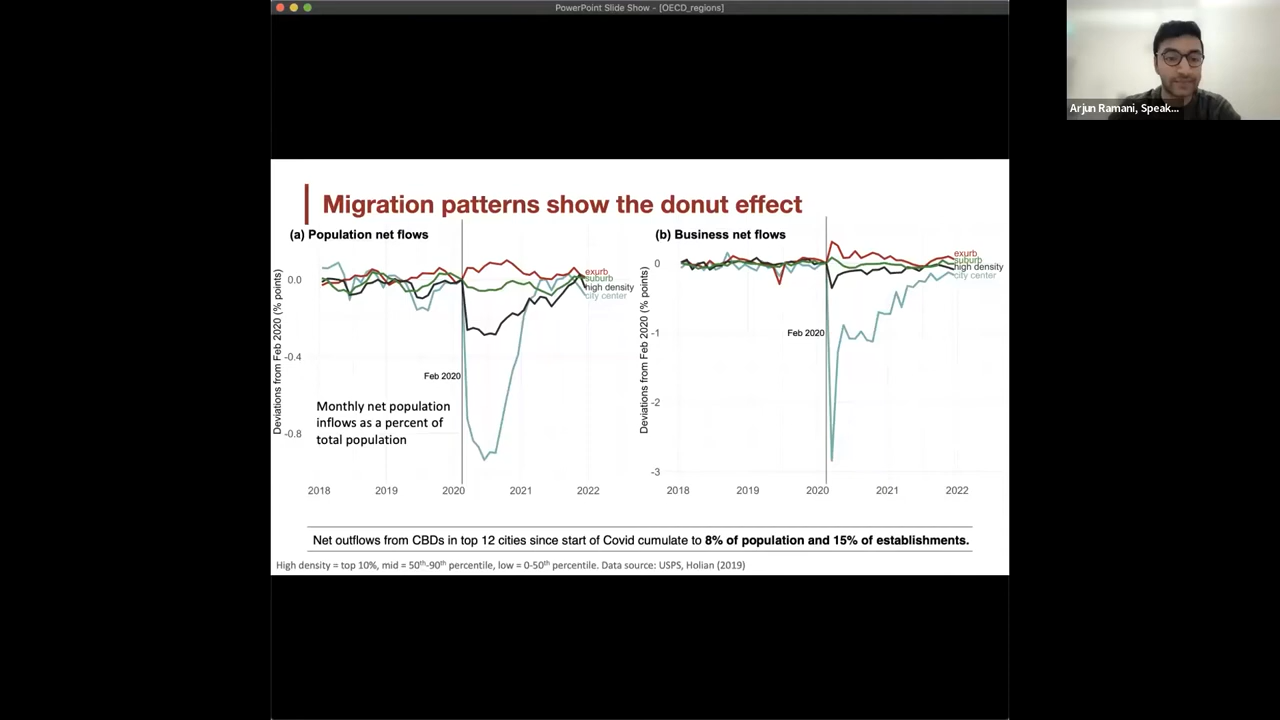 PowerPoint Slide Show - [OECD_regions]
Arjun Ramani, Speak...
Migration patterns show the donut effect
(a) Population net flows
Deviations from Feb 2020 (% points)
0.0
-0.4
-0.8
exurb
suburb
high density
city center
Feb 2020
Monthly net population
inflows as a percent of
total population
2018 2019 2020 2021 2022
(b) Business net flows
Deviations from Feb 2020 (% points)
0
-1
-2
-3
exurb
suburb
high density
city center
Feb 2020
2018 2019 2020 2021 2022
Net outflows from CBDs in top 12 cities since start of Covid cumulate to 8% of population and 15% of establishments.
High density = top 10%, mid = 50th-90th percentile, low = 0-50th percentile. Data source: USPS, Holian (2019)